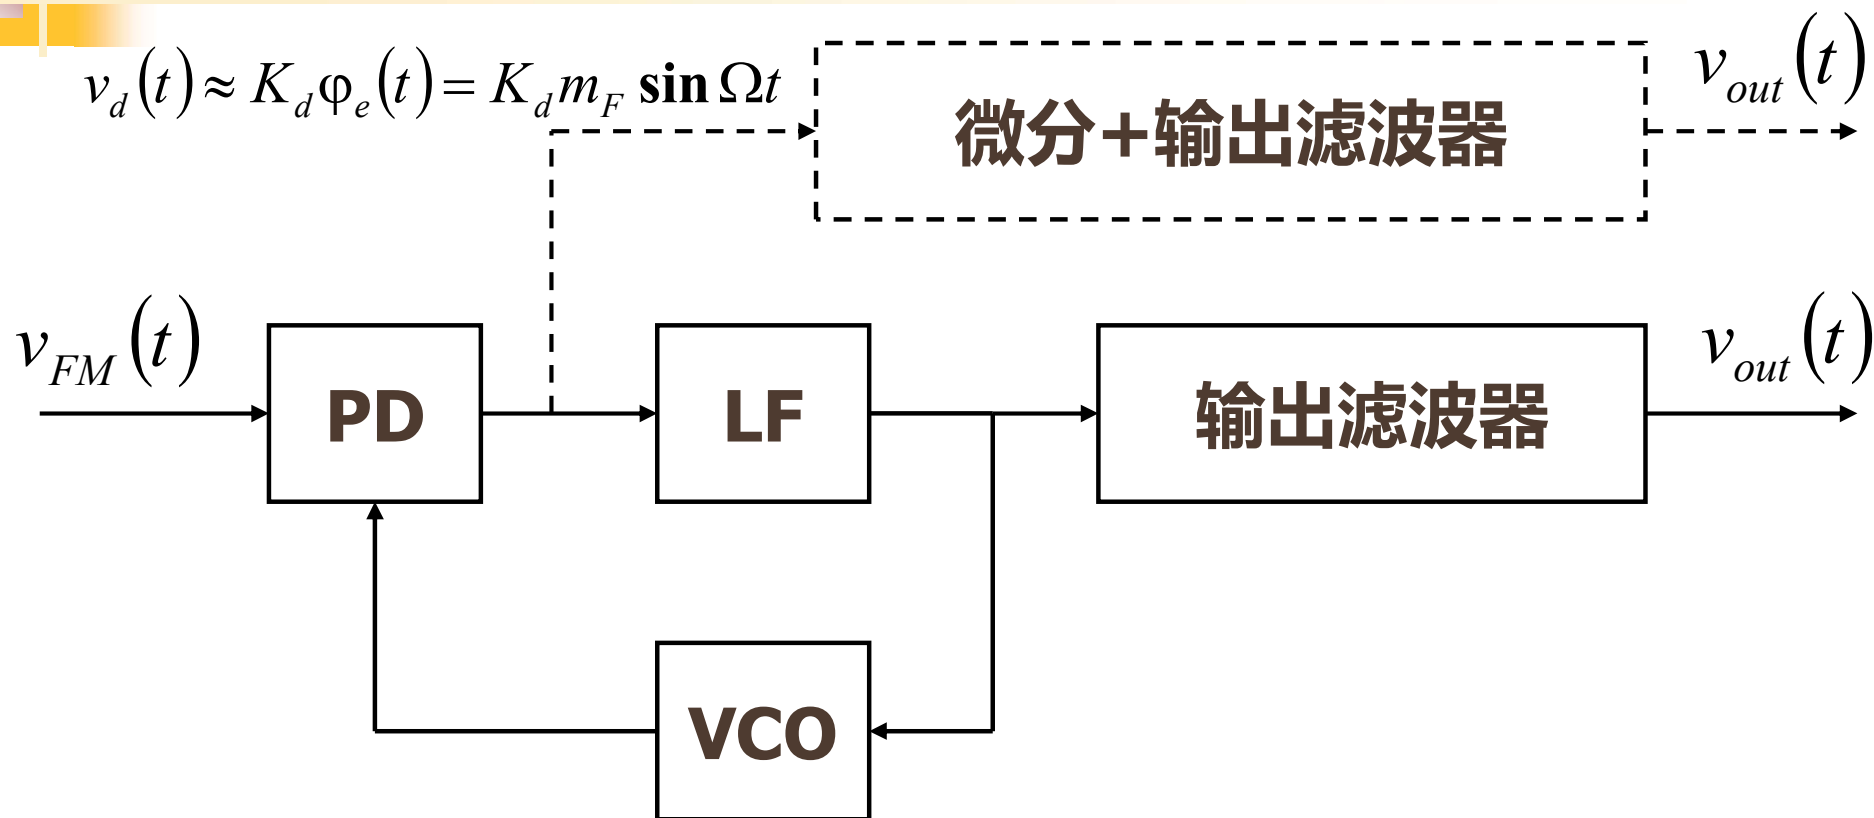 v_d(t) ≈ K_d φ_e(t) = K_d m_F sin Ωt
v_out(t)
微分+输出滤波器
v_FM(t)
PD
LF
输出滤波器
v_out(t)
VCO